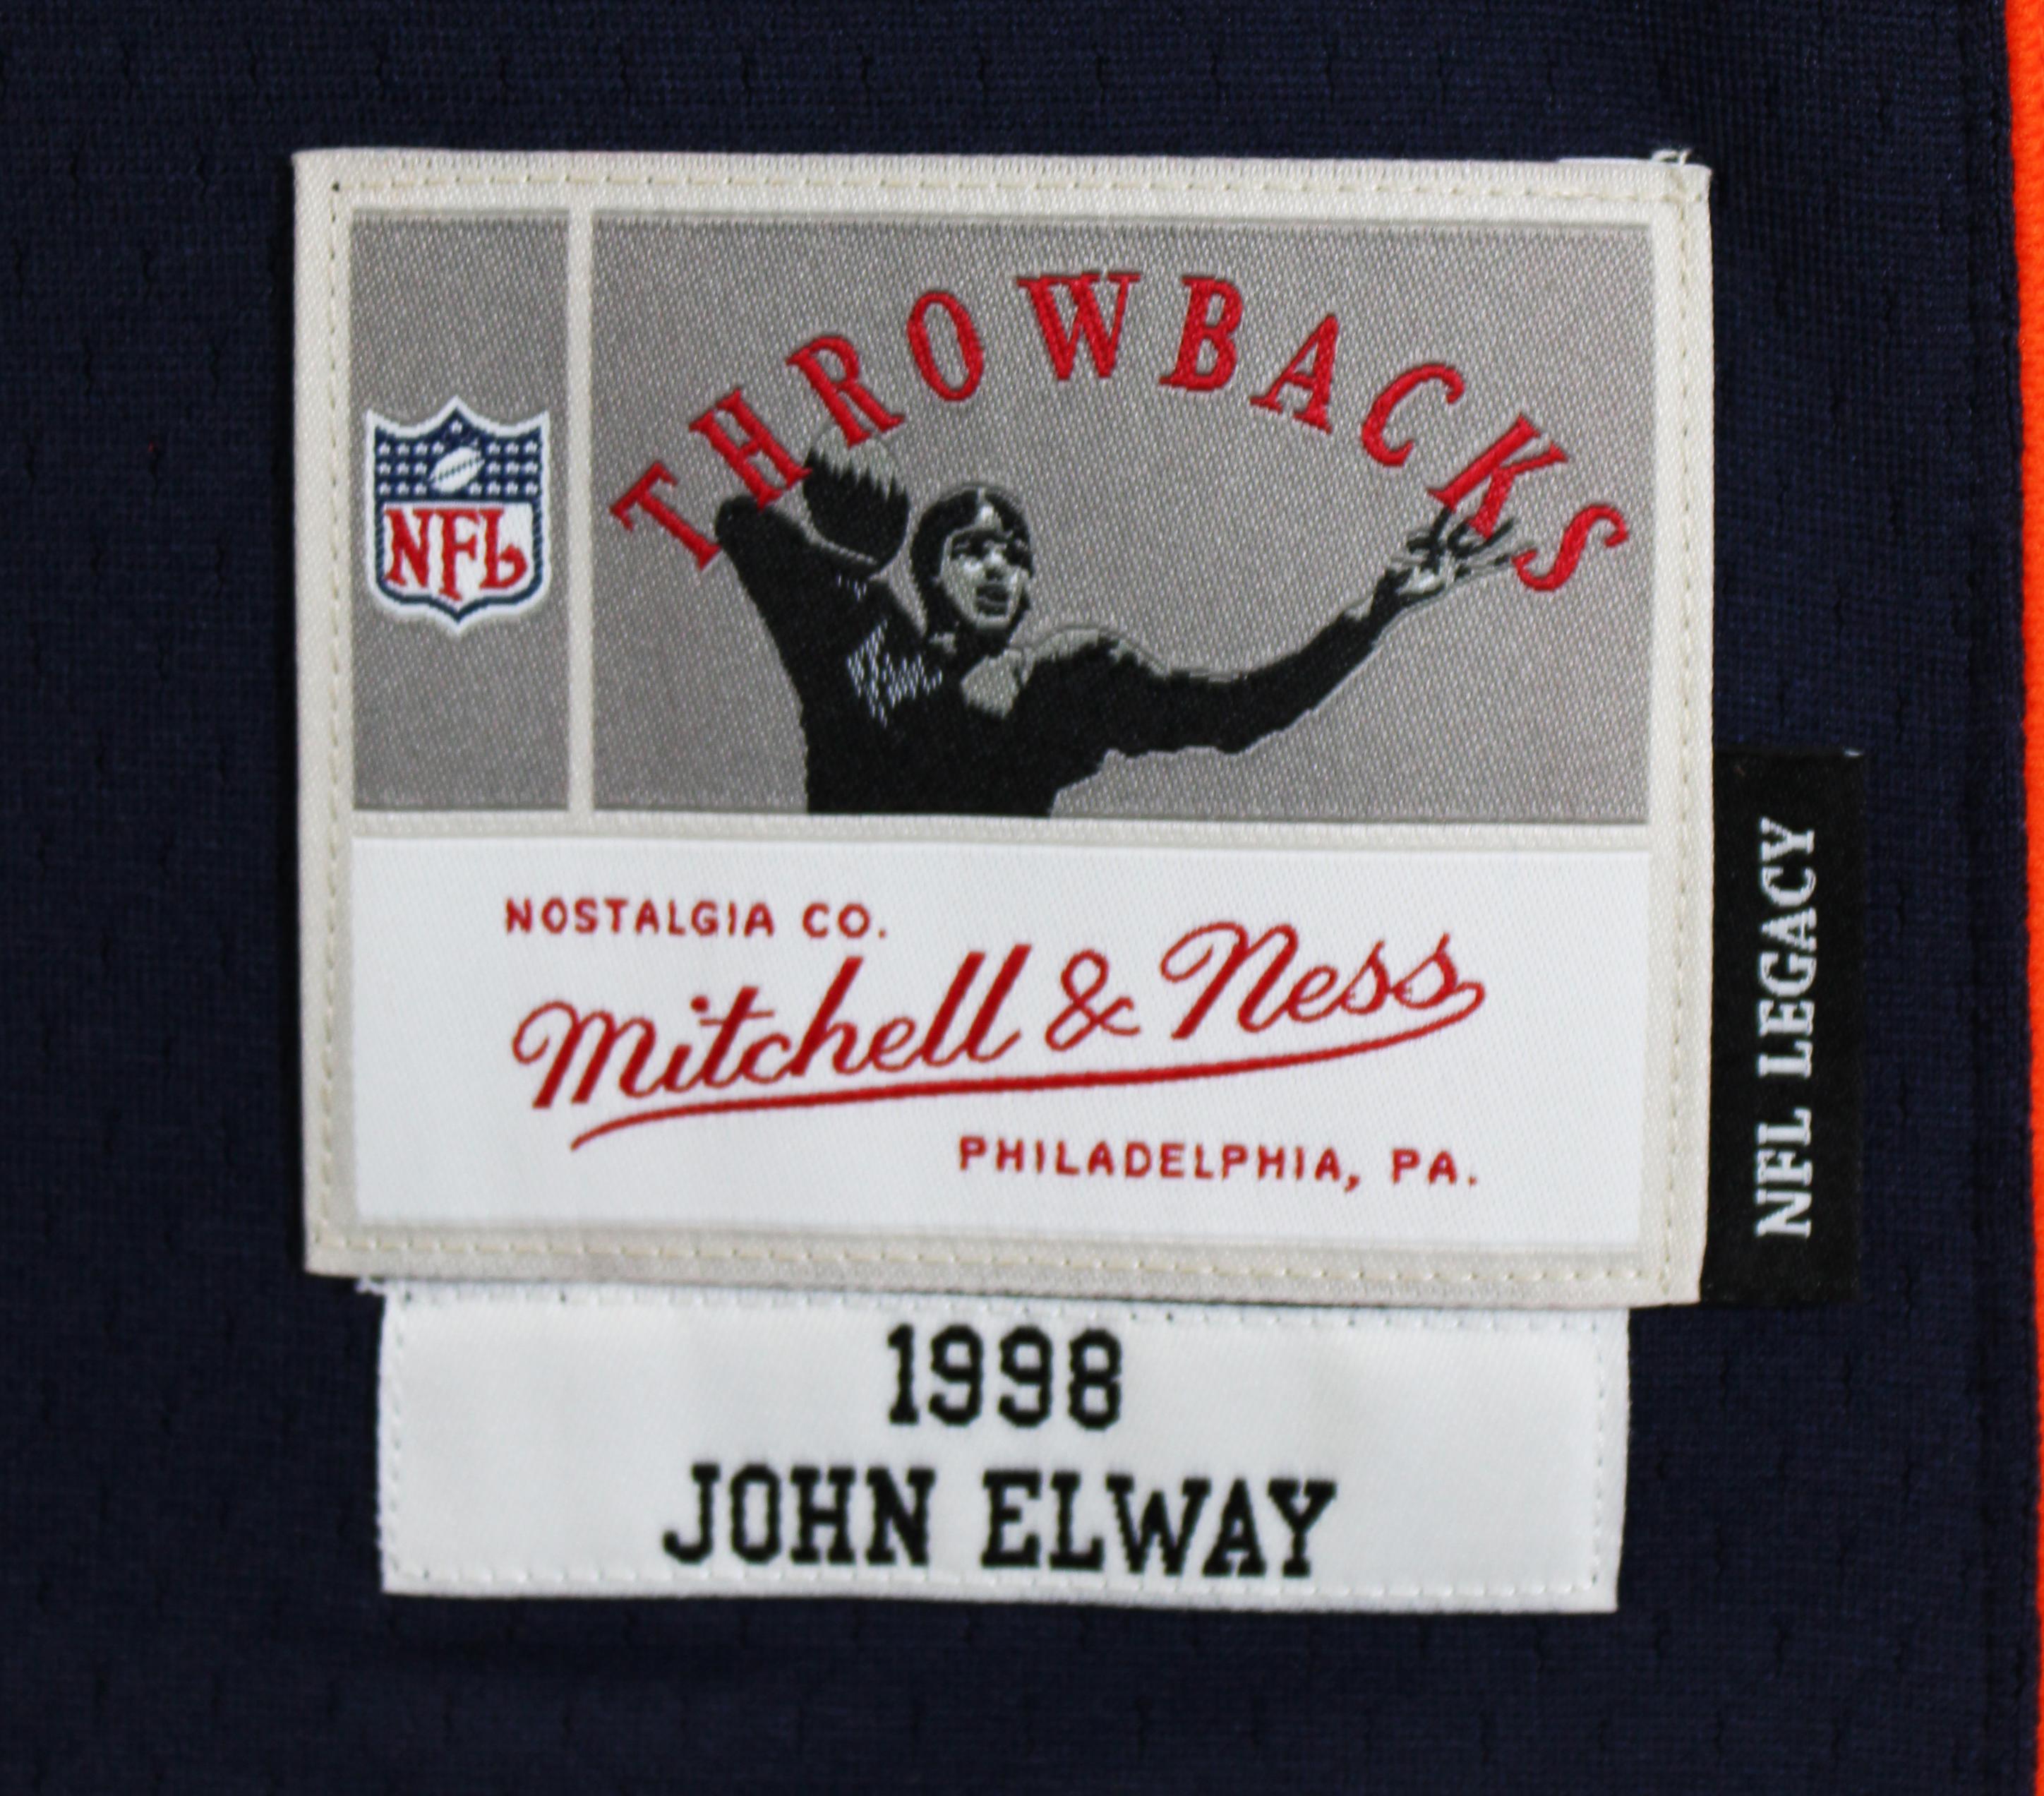 THROWBACKS
NFL
NOSTALGIA CO.
Mitchell & Ness
PHILADELPHIA, PA.
NFL LEGACY
1998
JOHN ELWAY